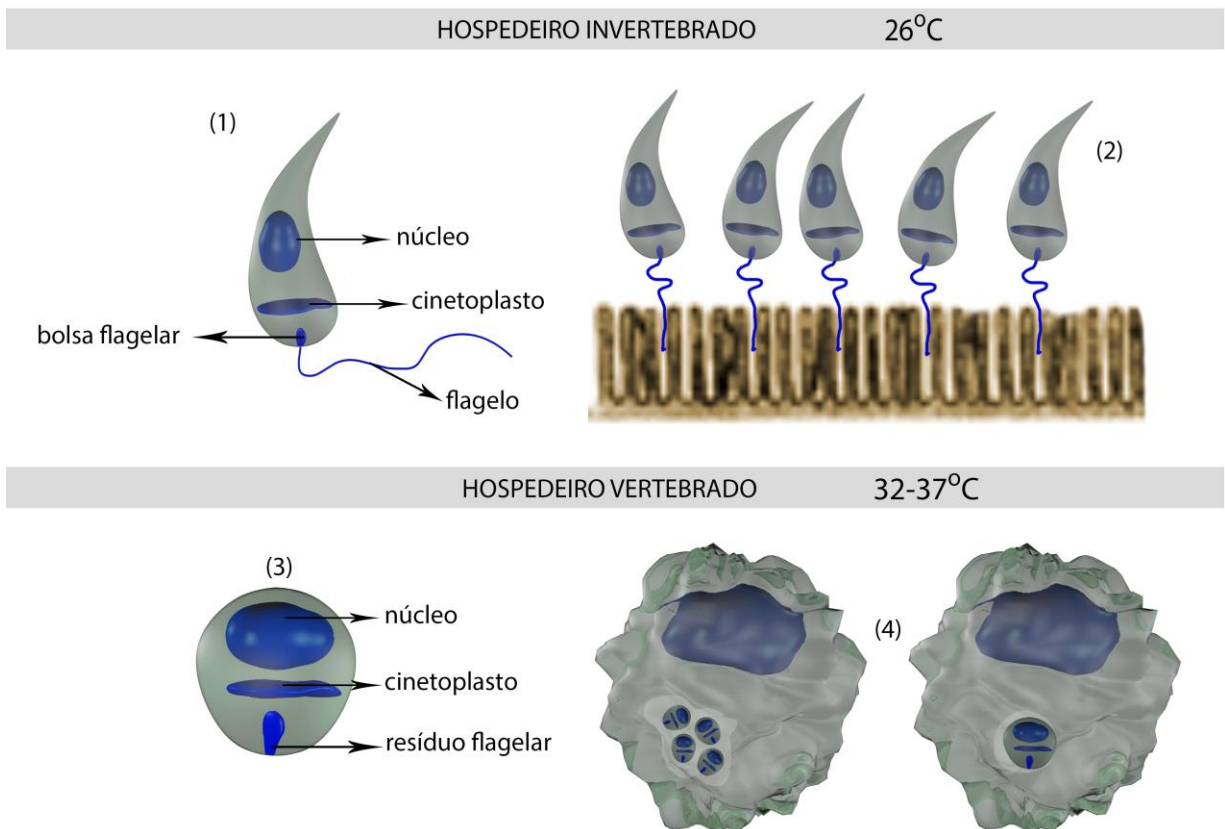 HOSPEDEIRO INVERTEBRADO 26°C
(1)
(2)
núcleo
cinetoplasto
bolsa flagelar
flagelo
HOSPEDEIRO VERTEBRADO 32-37°C
(3)
(4)
núcleo
cinetoplasto
resíduo flagelar